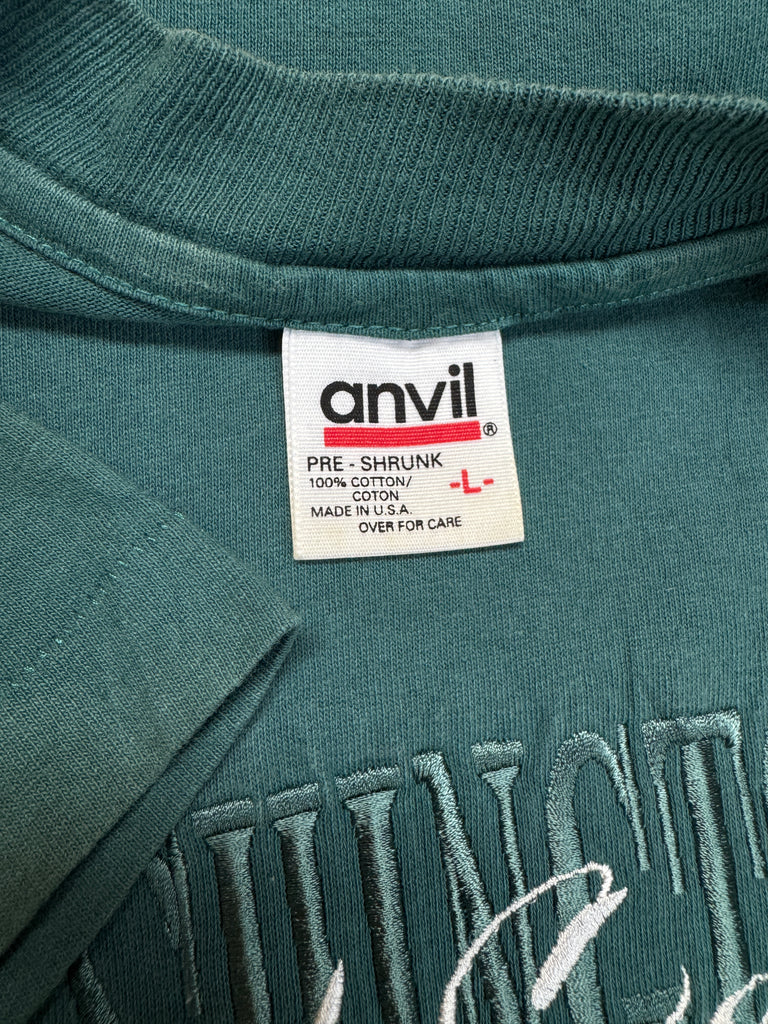 anvil®
PRE - SHRUNK
100% COTTON/
COTON
-L-
MADE IN U.S.A.
OVER FOR CARE